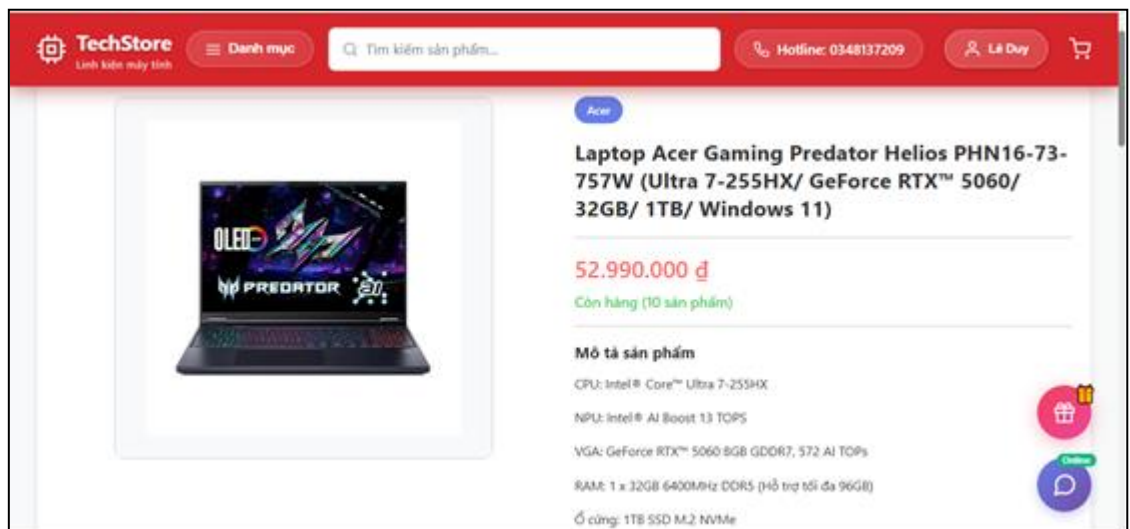 TechStore
Linh kiện máy tính
Danh mục
Tìm kiếm sản phẩm...
Hotline: 0348137209
Lê Duy
Acer
Laptop Acer Gaming Predator Helios PHN16-73-
757W (Ultra 7-255HX/ GeForce RTX™ 5060/
32GB/ 1TB/ Windows 11)
52.990.000 ₫
Còn hàng (10 sản phẩm)
OLED
PREDATOR
ai
Mô tả sản phẩm
CPU: Intel® Core™ Ultra 7-255HX
NPU: Intel® AI Boost 13 TOPS
VGA: GeForce RTX™ 5060 8GB GDDR7, 572 AI TOPs
RAM: 1 x 32GB 6400MHz DDR5 (Hỗ trợ tối đa 96GB)
Ổ cứng: 1TB SSD M.2 NVMe
Online